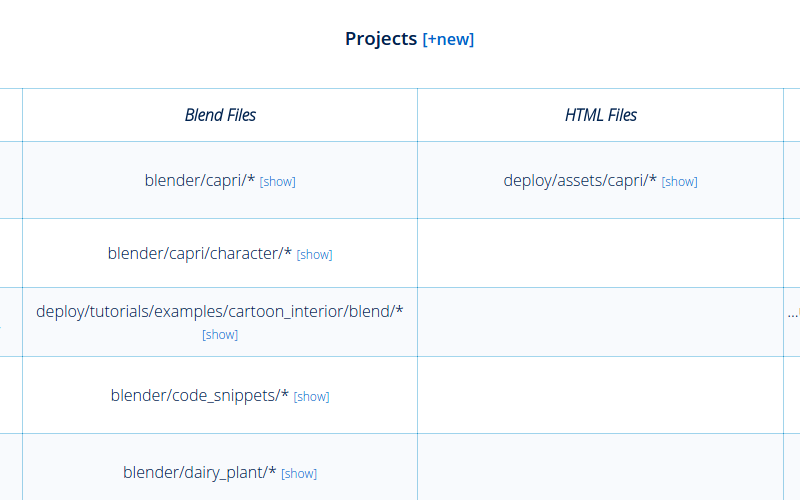 Projects [+new]
Blend Files
HTML Files
blender/capri/* [show]
deploy/assets/capri/* [show]
blender/capri/character/* [show]
deploy/tutorials/examples/cartoon_interior/blend/*
[show]
blender/code_snippets/* [show]
blender/dairy_plant/* [show]